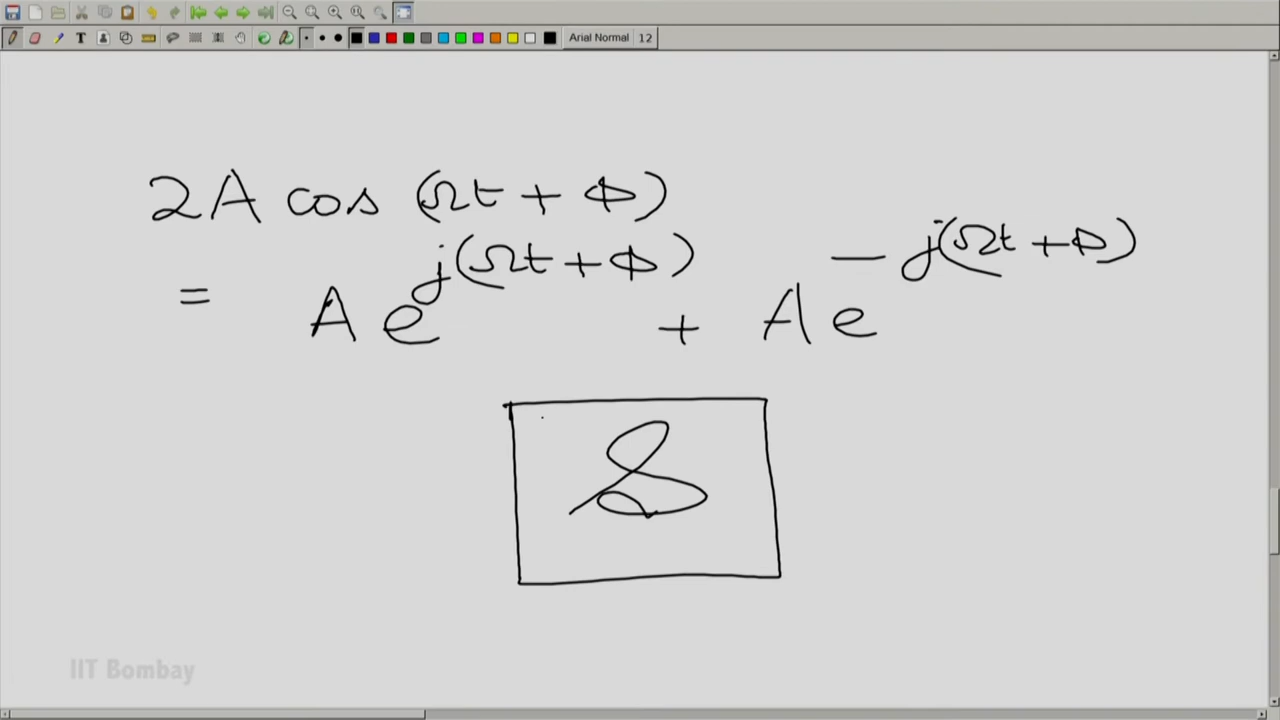 Arial Normal 12
2A cos (Ωt + Φ)
= A e^{j(Ωt + Φ)} + A e^{-j(Ωt + Φ)}
S
IIT Bombay